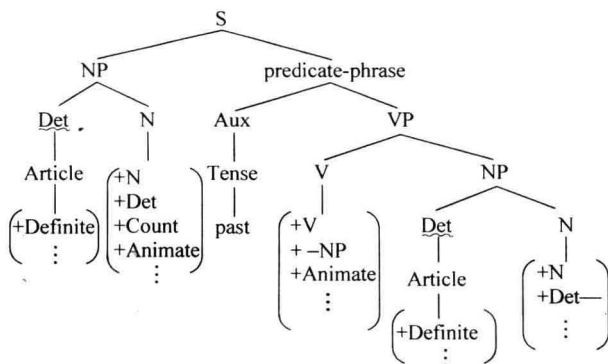 S
NP predicate-phrase
Det N Aux VP
Article Tense V NP
+Definite
⋮
+N
+Det
+Count
+Animate
⋮
past
+V
+ –NP
+Animate
⋮
Det N
Article
+Definite
⋮
+N
+Det—
⋮